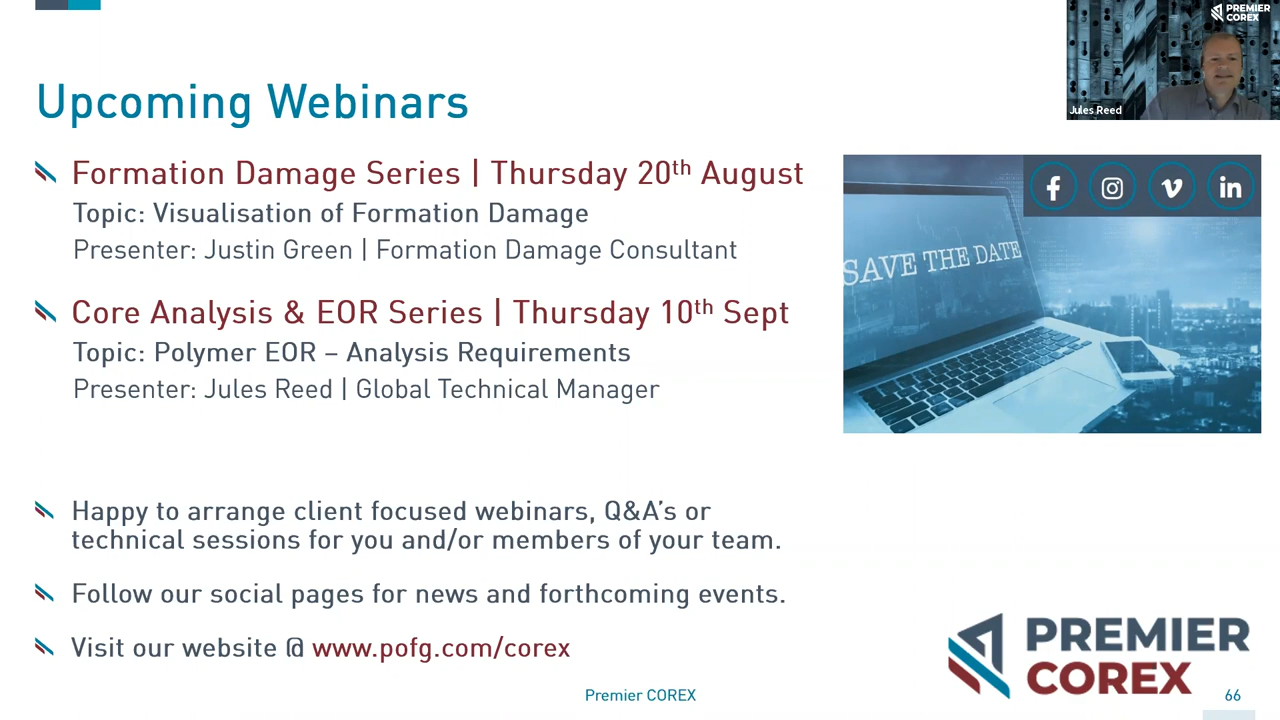 PREMIER
COREX
Jules Reed
Upcoming Webinars
Formation Damage Series | Thursday 20th August
Topic: Visualisation of Formation Damage
Presenter: Justin Green | Formation Damage Consultant
SAVE THE DATE
Core Analysis & EOR Series | Thursday 10th Sept
Topic: Polymer EOR – Analysis Requirements
Presenter: Jules Reed | Global Technical Manager
Happy to arrange client focused webinars, Q&A’s or
technical sessions for you and/or members of your team.
Follow our social pages for news and forthcoming events.
Visit our website @ www.pofg.com/corex
PREMIER
COREX
Premier COREX
66